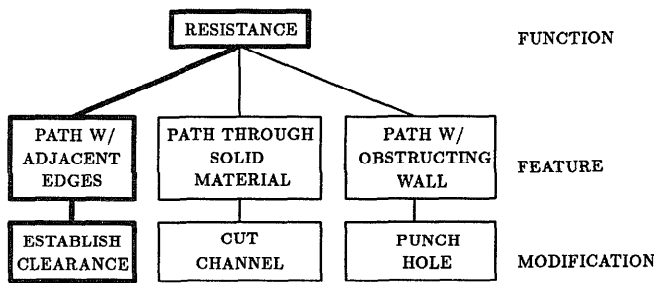 RESISTANCE
FUNCTION
PATH W/
ADJACENT
EDGES
PATH THROUGH
SOLID
MATERIAL
PATH W/
OBSTRUCTING
WALL
FEATURE
ESTABLISH
CLEARANCE
CUT
CHANNEL
PUNCH
HOLE
MODIFICATION